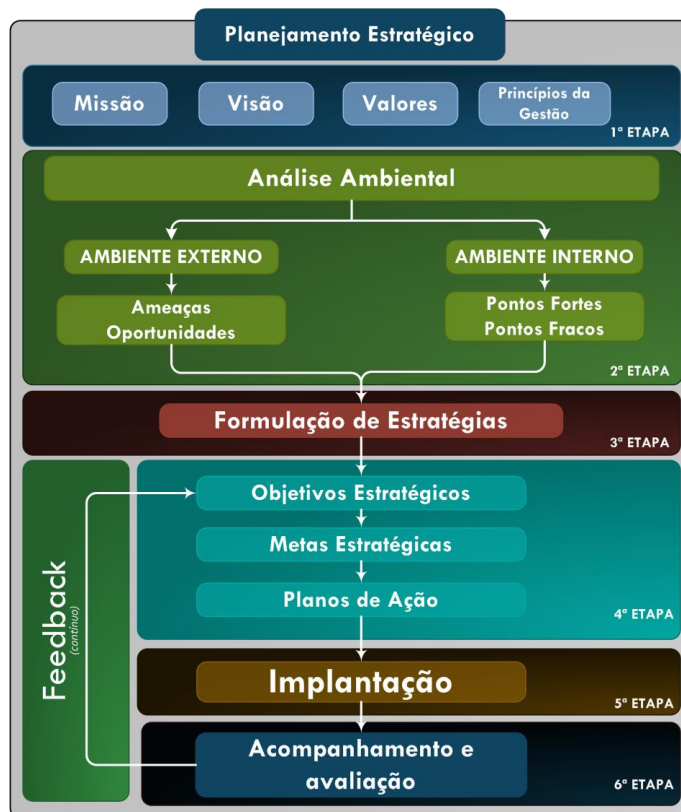 Planejamento Estratégico
Missão
Visão
Valores
Princípios da
Gestão
1ª ETAPA
Análise Ambiental
AMBIENTE EXTERNO
AMBIENTE INTERNO
Ameaças
Oportunidades
Pontos Fortes
Pontos Fracos
2ª ETAPA
Formulação de Estratégias
3ª ETAPA
Feedback
(contínuo)
Objetivos Estratégicos
Metas Estratégicas
Planos de Ação
4ª ETAPA
Implantação
5ª ETAPA
Acompanhamento e
avaliação
6ª ETAPA